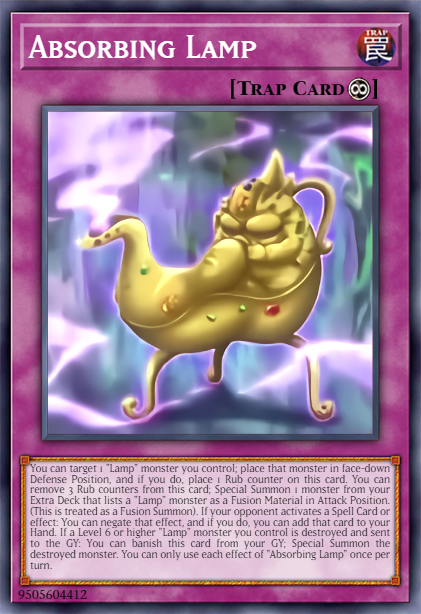 Absorbing Lamp
TRAP
罠
[Trap Card]
You can target 1 "Lamp" monster you control; place that monster in face-down
Defense Position, and if you do, place 1 Rub counter on this card. You can
remove 3 Rub counters from this card; Special Summon 1 monster from your
Extra Deck that lists a "Lamp" monster as a Fusion Material in Attack Position.
(This is treated as a Fusion Summon). If your opponent activates a Spell Card or
effect: You can negate that effect, and if you do, you can add that card to your
Hand. If a Level 6 or higher "Lamp" monster you control is destroyed and sent
to the GY: You can banish this card from your GY; Special Summon the
destroyed monster. You can only use each effect of "Absorbing Lamp" once per
turn.
9505604412